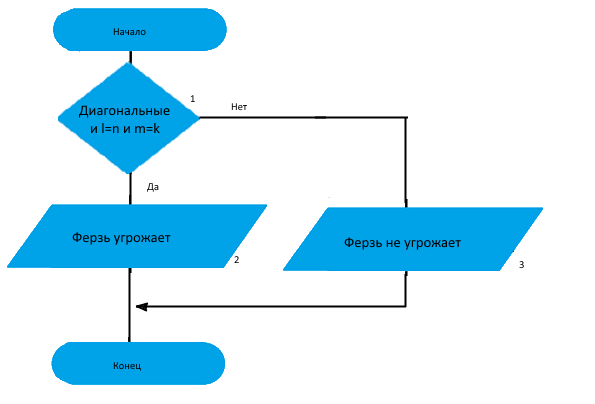 Начало
Диагональные
и l=n и m=k
1
Нет
Да
Ферзь угрожает
2
Ферзь не угрожает
3
Конец